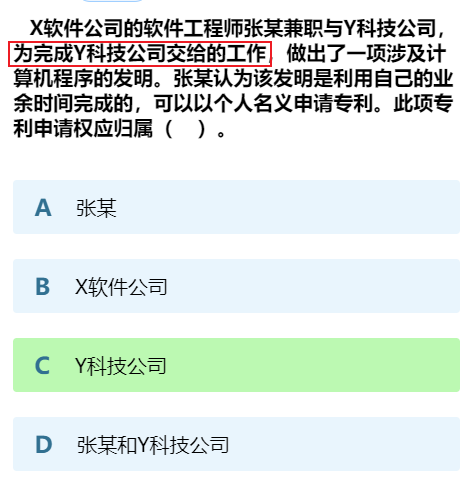 X软件公司的软件工程师张某兼职与Y科技公司，
为完成Y科技公司交给的工作，做出了一项涉及计
算机程序的发明。张某认为该发明是利用自己的业
余时间完成的，可以以个人名义申请专利。此项专
利申请权应归属（　）。
A 张某
B X软件公司
C Y科技公司
D 张某和Y科技公司